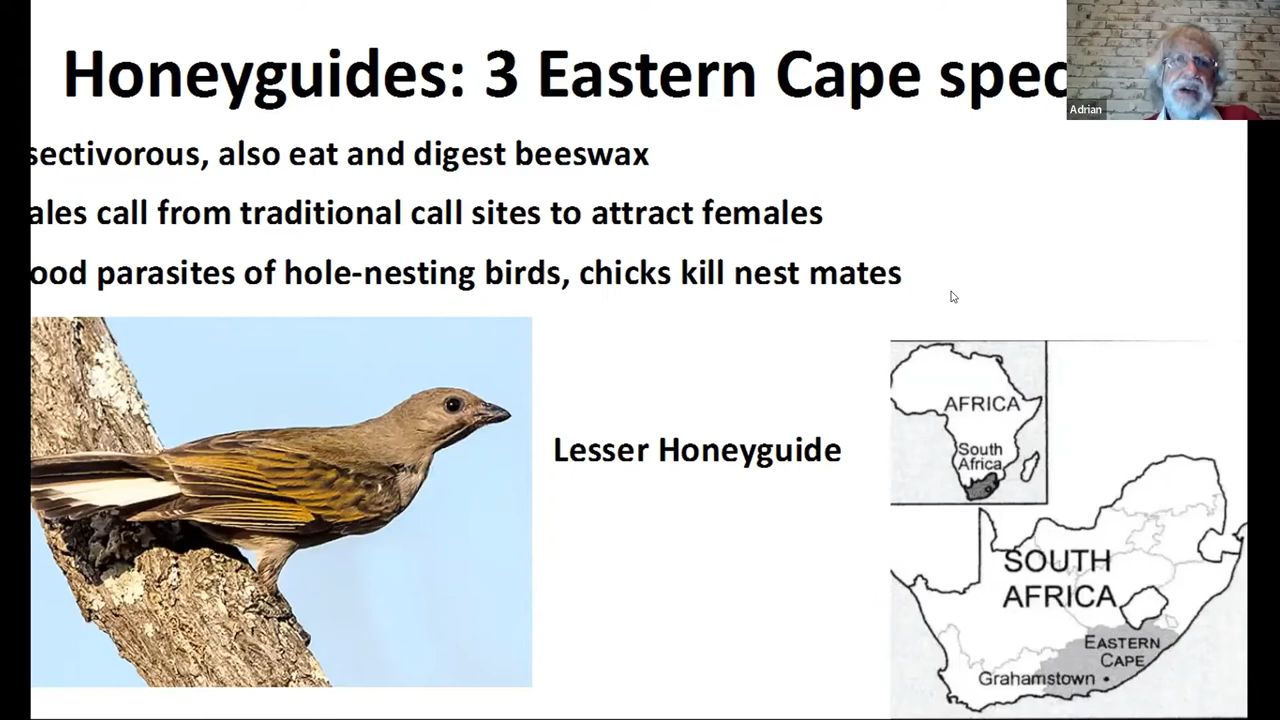 Honeyguides: 3 Eastern Cape spec
Adrian
sectivorous, also eat and digest beeswax
ales call from traditional call sites to attract females
ood parasites of hole-nesting birds, chicks kill nest mates
Lesser Honeyguide
AFRICA
South
Africa
SOUTH
AFRICA
EASTERN
CAPE
Grahamstown